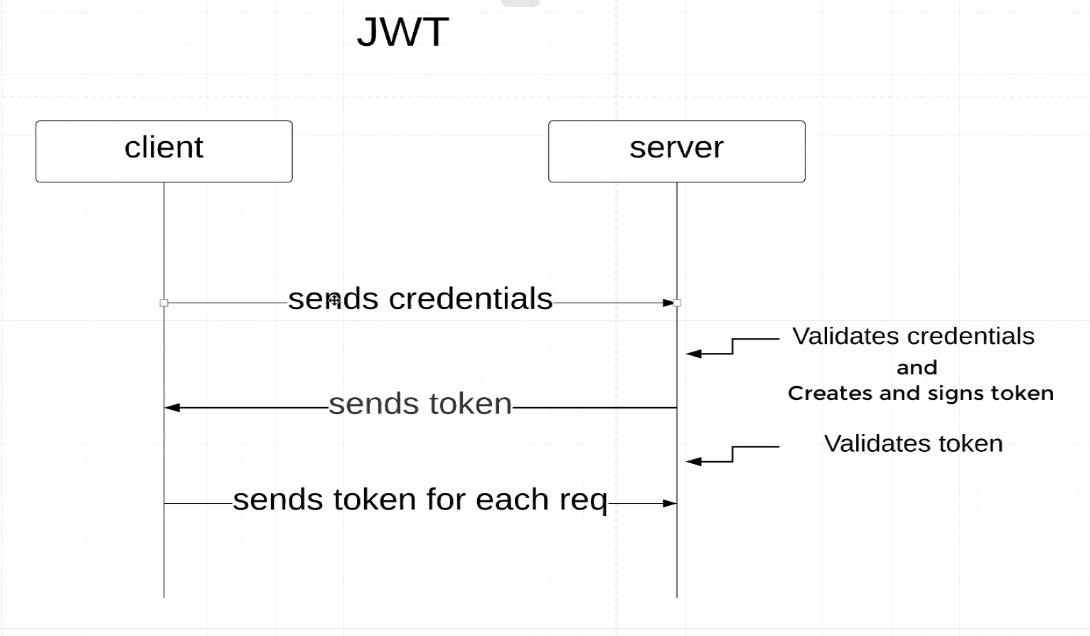 JWT
client
server
sends credentials
Validates credentials
and
Creates and signs token
sends token
Validates token
sends token for each req